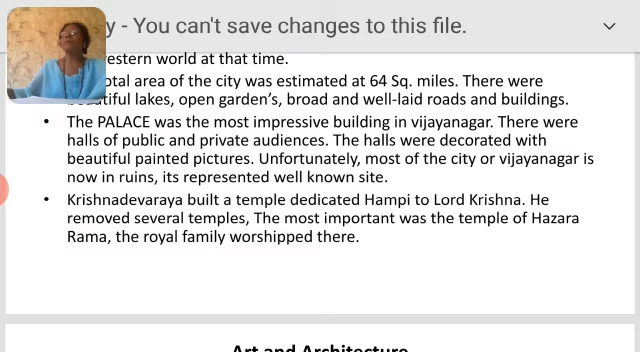 y - You can't save changes to this file.
estern world at that time.
otal area of the city was estimated at 64 Sq. miles. There were
beautiful lakes, open garden's, broad and well-laid roads and buildings.
• The PALACE was the most impressive building in vijayanagar. There were
halls of public and private audiences. The halls were decorated with
beautiful painted pictures. Unfortunately, most of the city or vijayanagar is
now in ruins, its represented well known site.
• Krishnadevaraya built a temple dedicated Hampi to Lord Krishna. He
removed several temples, The most important was the temple of Hazara
Rama, the royal family worshipped there.
Art and Architecture